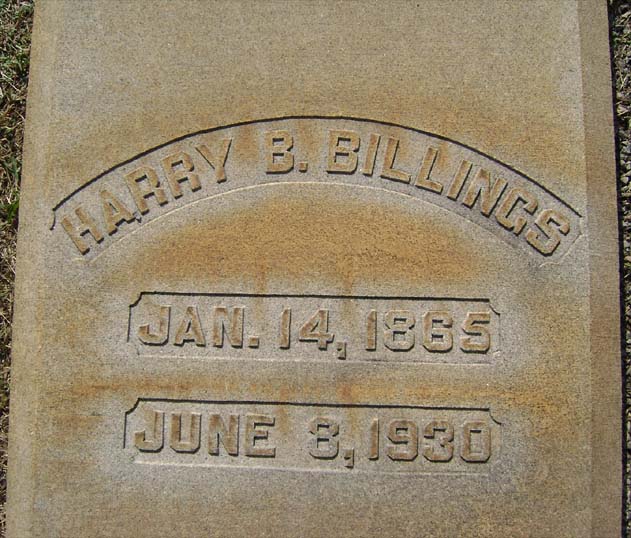 HARRY B. BILLINGS
JAN. 14, 1865
JUNE 8, 1930